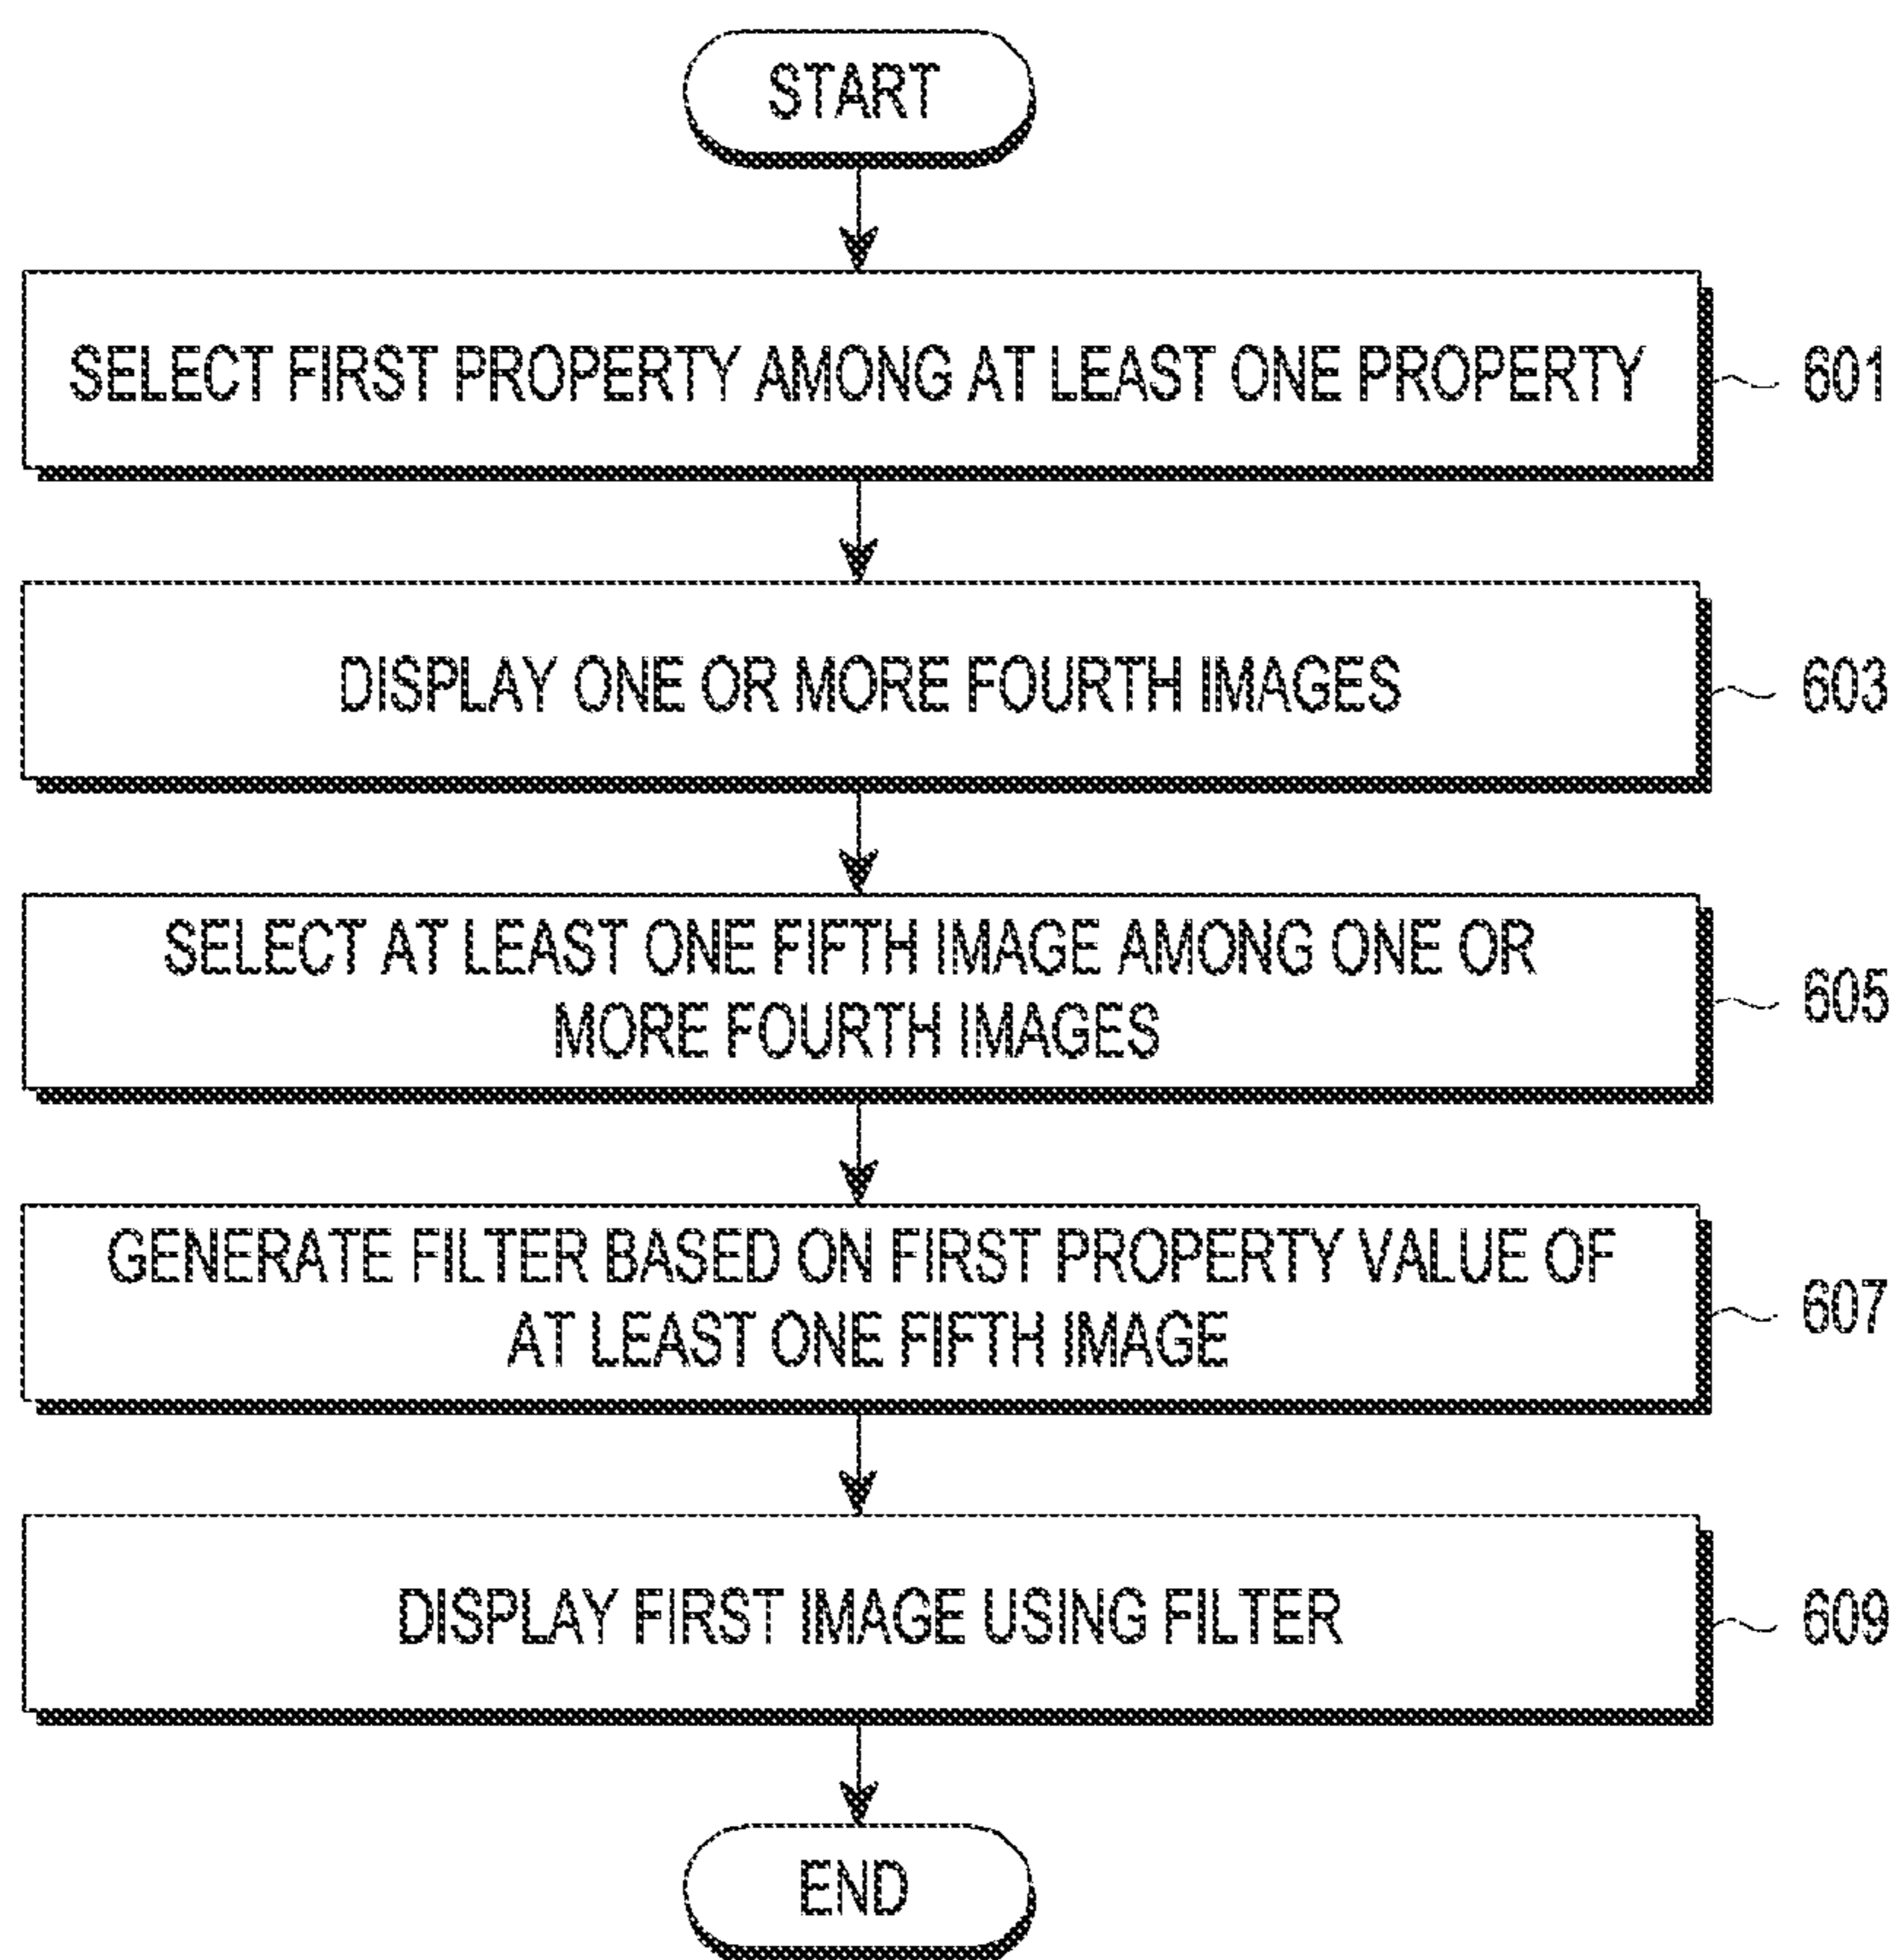 START
SELECT FIRST PROPERTY AMONG AT LEAST ONE PROPERTY
601
DISPLAY ONE OR MORE FOURTH IMAGES
603
SELECT AT LEAST ONE FIFTH IMAGE AMONG ONE OR
MORE FOURTH IMAGES
605
GENERATE FILTER BASED ON FIRST PROPERTY VALUE OF
AT LEAST ONE FIFTH IMAGE
607
DISPLAY FIRST IMAGE USING FILTER
609
END